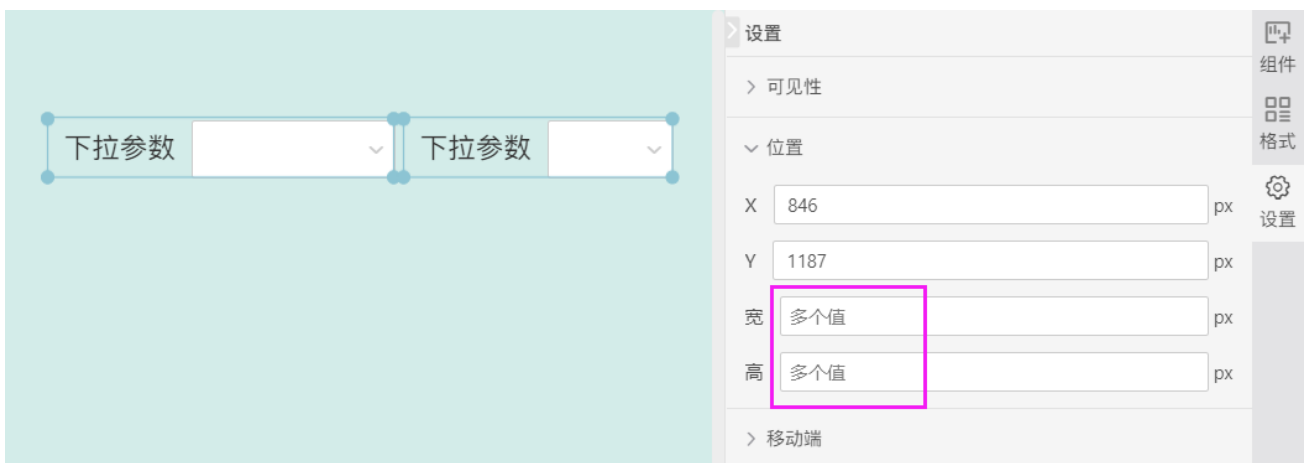 下拉参数
下拉参数
设置
可见性
位置
X 846 px
Y 1187 px
宽 多个值 px
高 多个值 px
移动端
组件
格式
设置